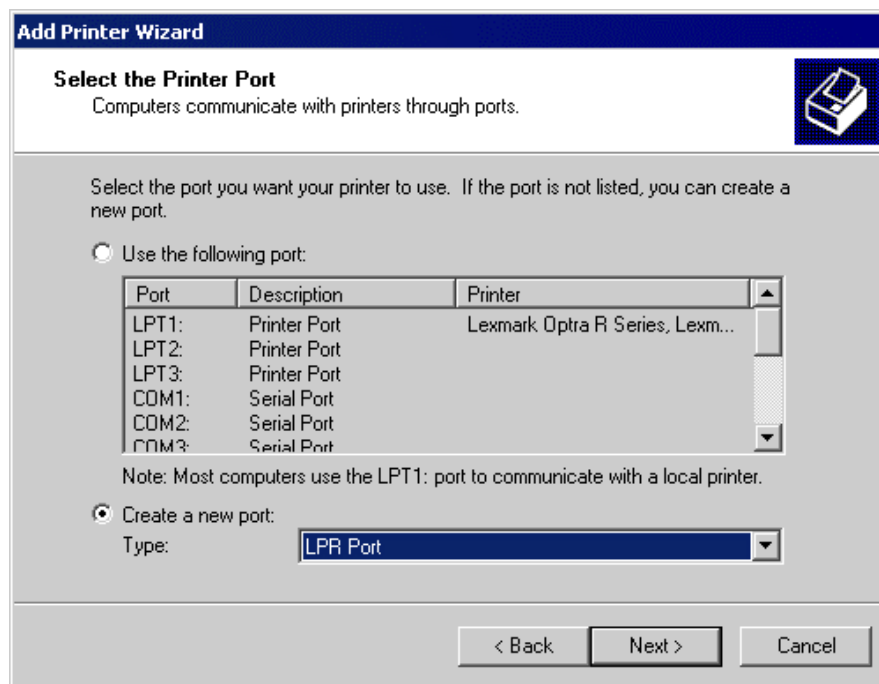 Add Printer Wizard
Select the Printer Port
Computers communicate with printers through ports.
Select the port you want your printer to use. If the port is not listed, you can create a
new port.
Use the following port:
Port Description Printer
LPT1: Printer Port Lexmark Optra R Series, Lexm...
LPT2: Printer Port
LPT3: Printer Port
COM1: Serial Port
COM2: Serial Port
COM3: Serial Port
Note: Most computers use the LPT1: port to communicate with a local printer.
Create a new port:
Type: LPR Port
< Back Next > Cancel